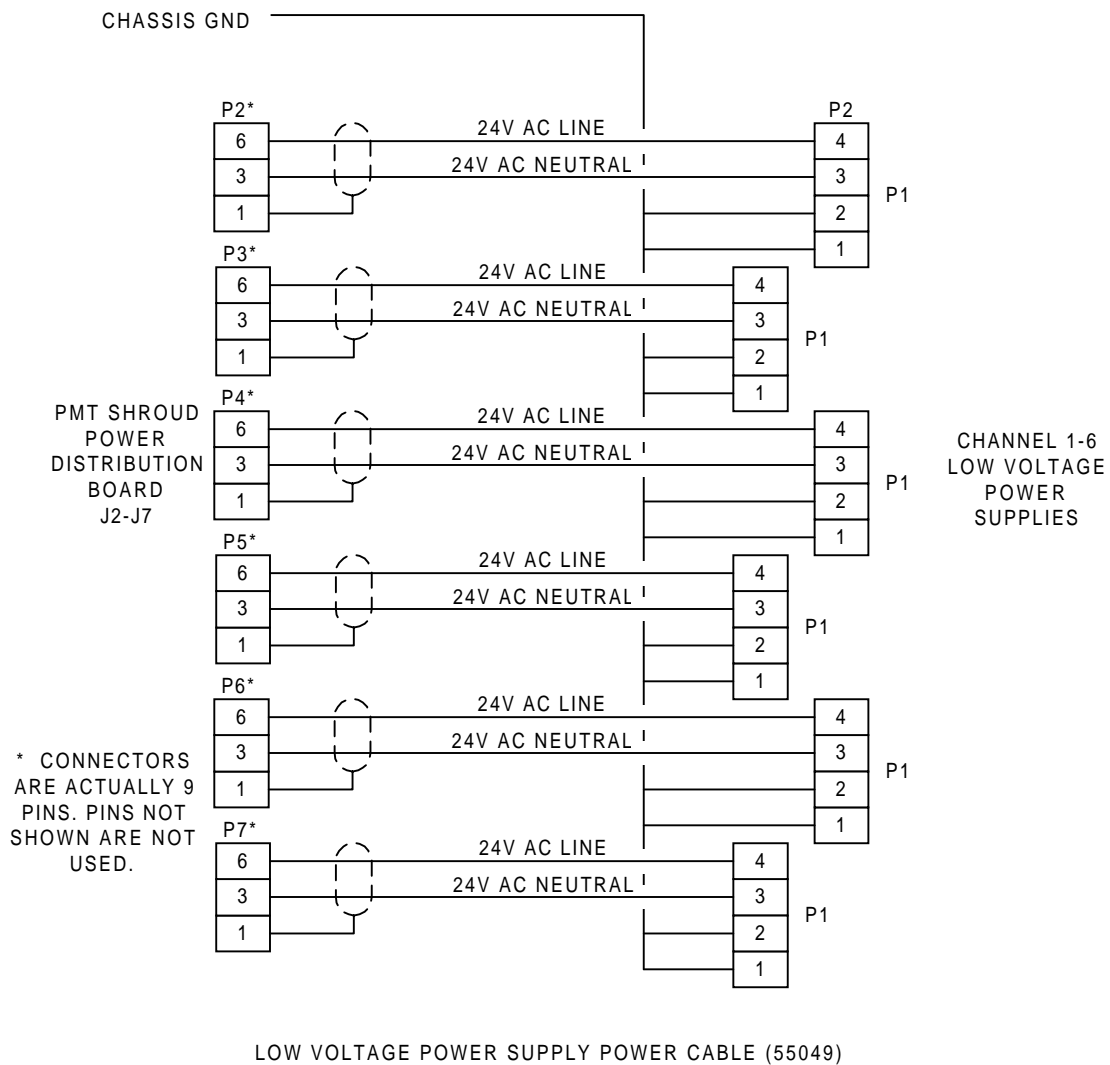 CHASSIS GND
P2*
P2
6
24V AC LINE
4
3
24V AC NEUTRAL
3
P1
1
2
1
P3*
6
24V AC LINE
4
3
24V AC NEUTRAL
3
P1
1
2
1
P4*
6
24V AC LINE
4
3
24V AC NEUTRAL
3
P1
1
2
1
PMT SHROUD
POWER
DISTRIBUTION
BOARD
J2-J7
CHANNEL 1-6
LOW VOLTAGE
POWER
SUPPLIES
P5*
6
24V AC LINE
4
3
24V AC NEUTRAL
3
P1
1
2
1
P6*
6
24V AC LINE
4
3
24V AC NEUTRAL
3
P1
1
2
1
* CONNECTORS
ARE ACTUALLY 9
PINS. PINS NOT
SHOWN ARE NOT
USED.
P7*
6
24V AC LINE
4
3
24V AC NEUTRAL
3
P1
1
2
1
LOW VOLTAGE POWER SUPPLY POWER CABLE (55049)